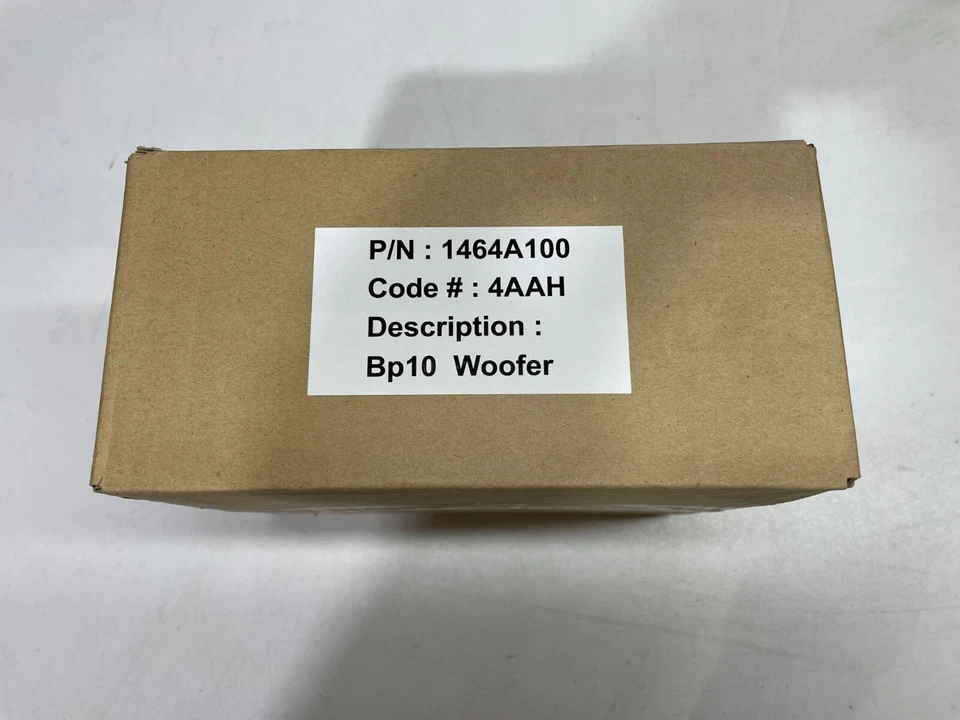 P/N : 1464A100
Code # : 4AAH
Description :
Bp10  Woofer